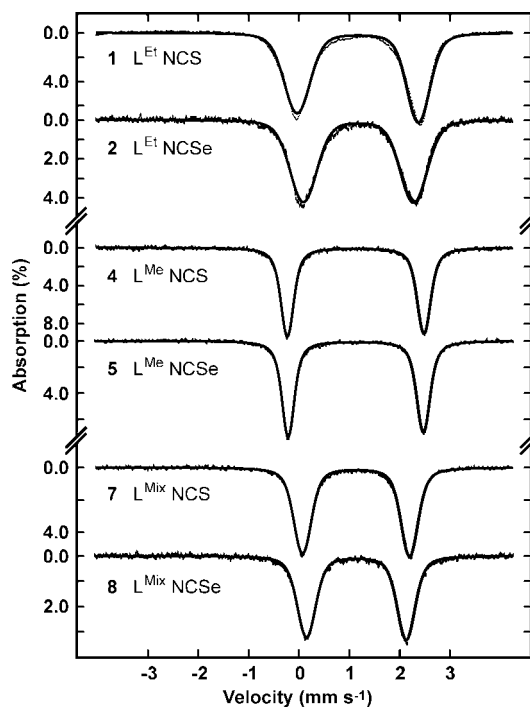 0.0
1 L^Et NCS
4.0
0.0
2 L^Et NCSe
2.0
4.0
0.0
4 L^Me NCS
4.0
8.0
0.0
5 L^Me NCSe
4.0
0.0
7 L^Mix NCS
4.0
0.0
8 L^Mix NCSe
2.0
Absorption (%)
-3 -2 -1 0 1 2 3
Velocity (mm s⁻¹)